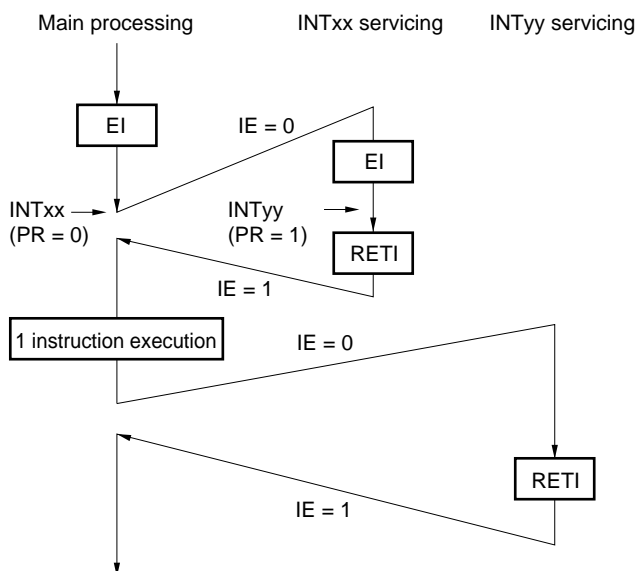 Main processing
INTxx servicing
INTyy servicing
EI
IE = 0
EI
INTxx
(PR = 0)
INTyy
(PR = 1)
RETI
IE = 1
1 instruction execution
IE = 0
RETI
IE = 1